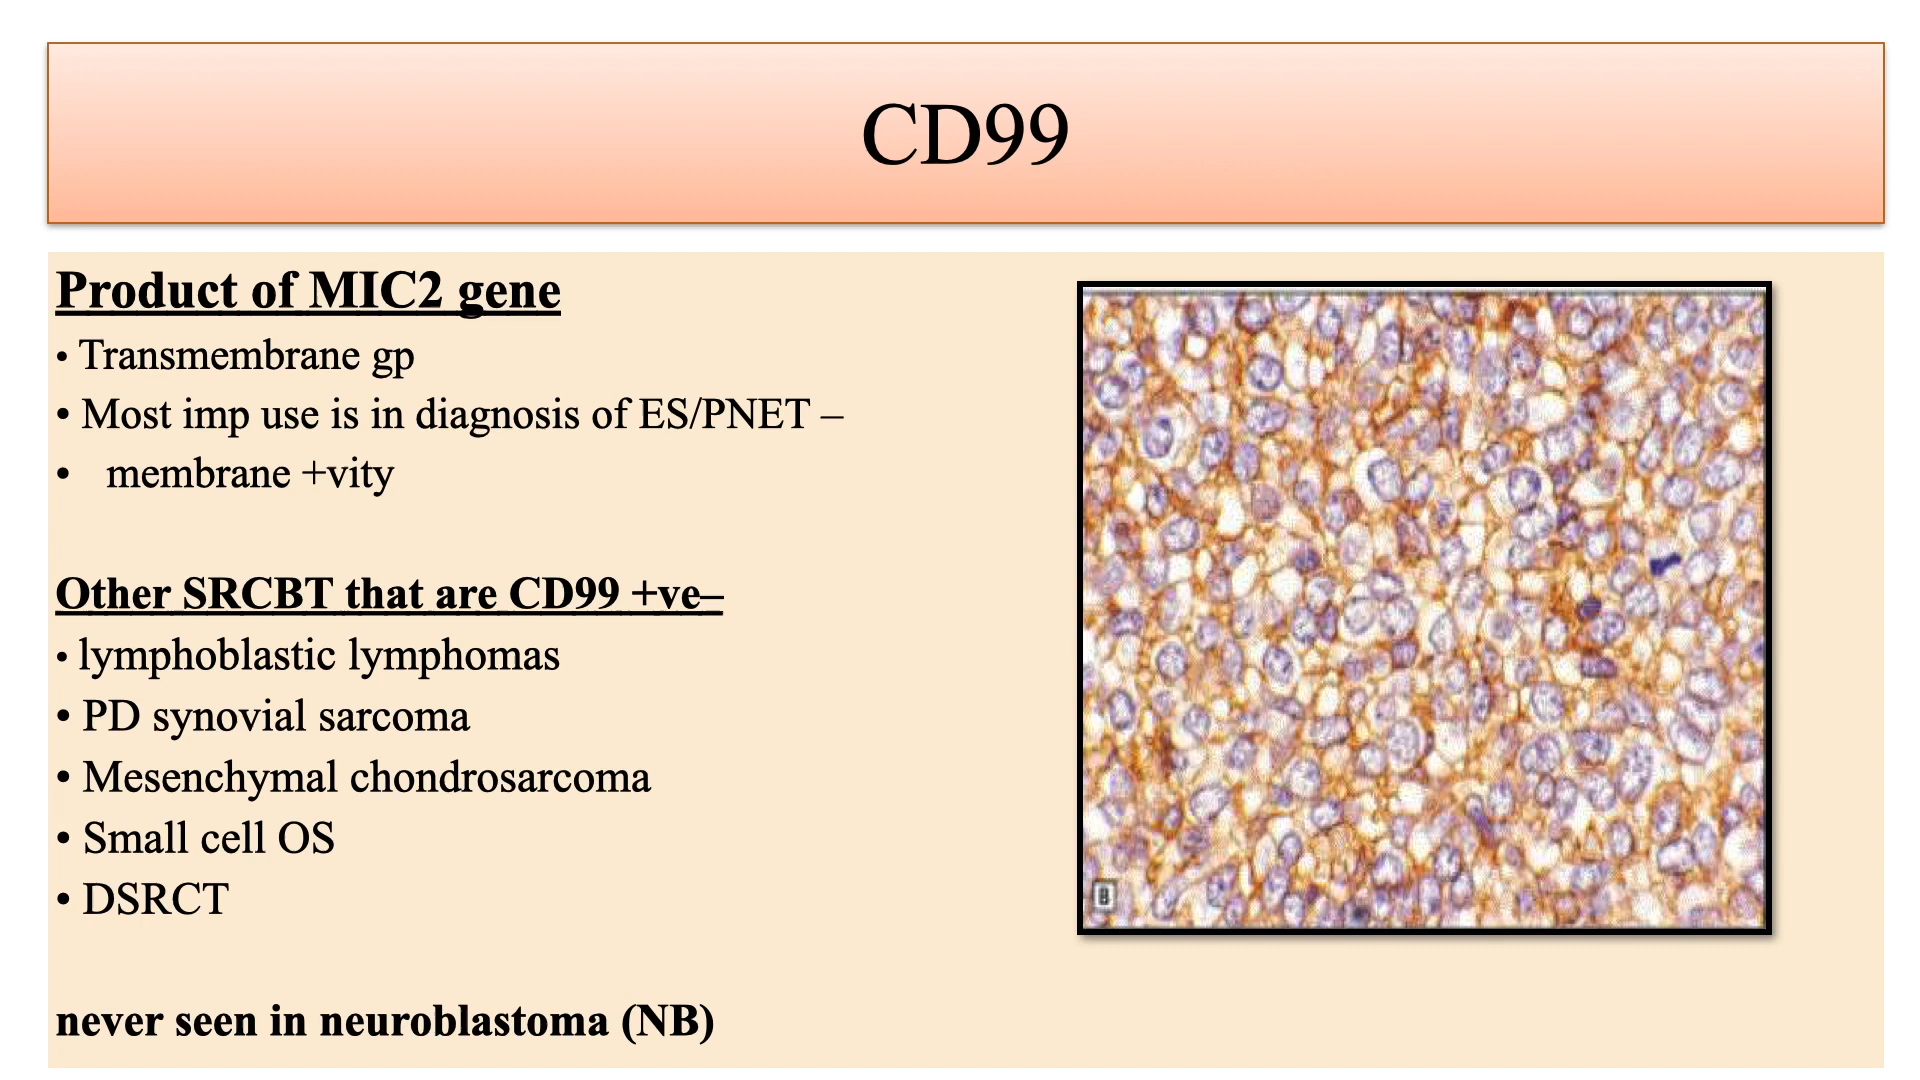 CD99
Product of MIC2 gene
• Transmembrane gp
• Most imp use is in diagnosis of ES/PNET –
• membrane +vity
Other SRCBT that are CD99 +ve–
• lymphoblastic lymphomas
• PD synovial sarcoma
• Mesenchymal chondrosarcoma
• Small cell OS
• DSRCT
never seen in neuroblastoma (NB)
B